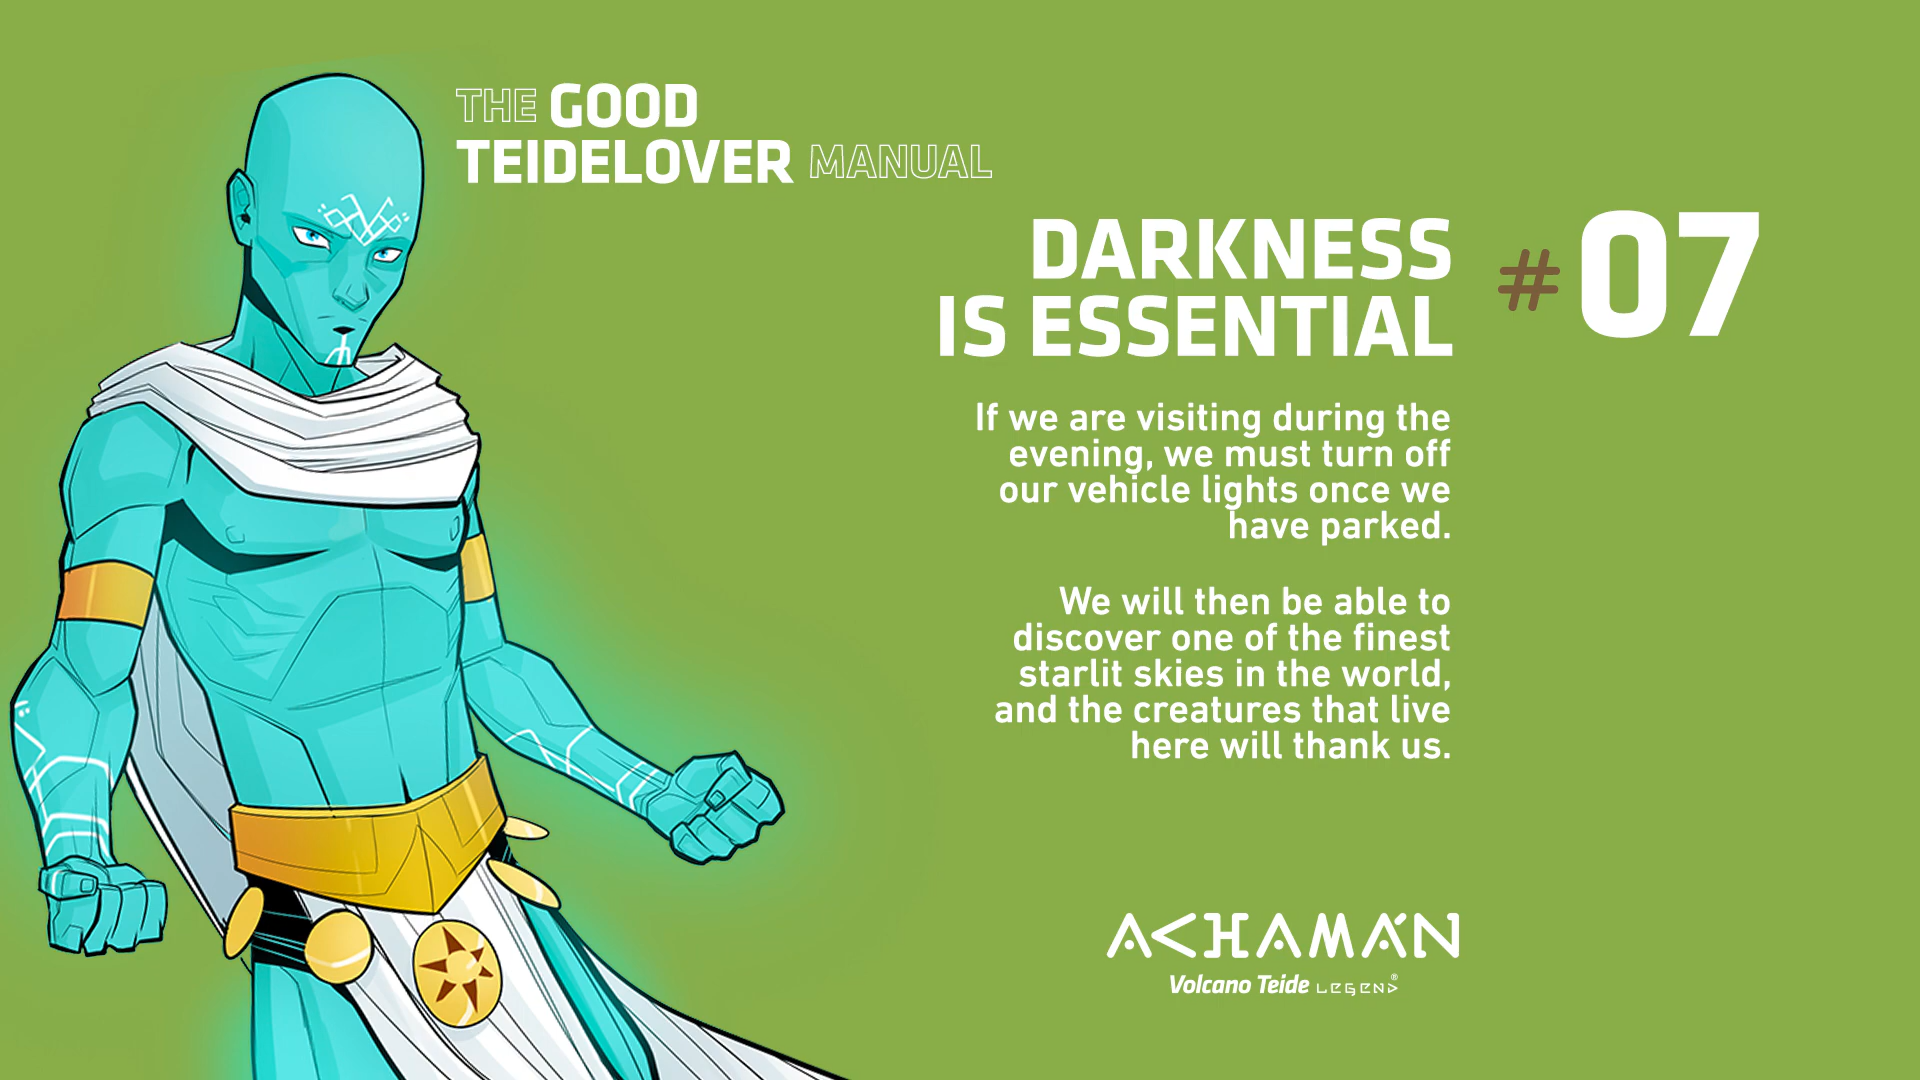 THE GOOD
TEIDELOVER MANUAL
DARKNESS
IS ESSENTIAL
#07
If we are visiting during the
evening, we must turn off
our vehicle lights once we
have parked.
We will then be able to
discover one of the finest
starlit skies in the world,
and the creatures that live
here will thank us.
ACHAMÁN
Volcano Teide LEGEND®